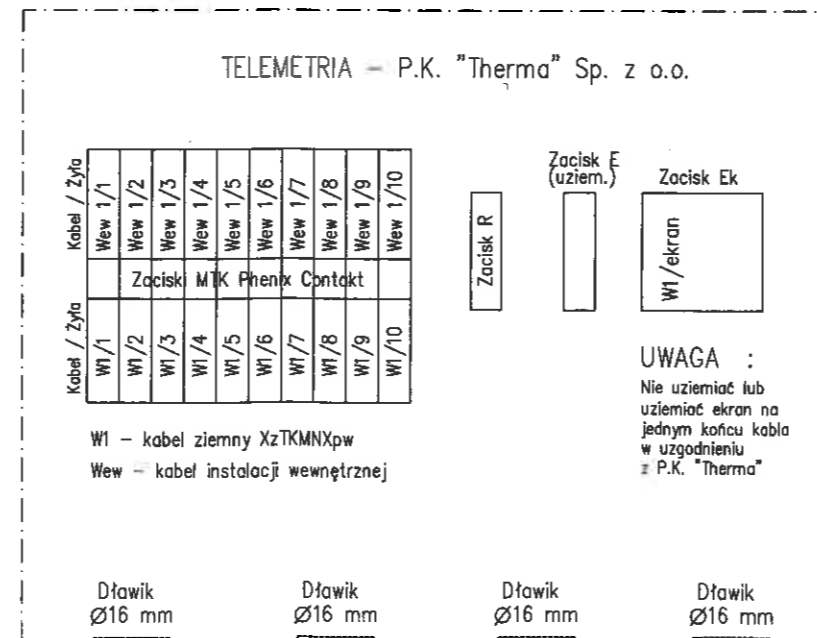 TELEMETRIA - P.K. "Therma" Sp. z o.o.
Kabel / Żyła
Wew 1/1
Wew 1/2
Wew 1/3
Wew 1/4
Wew 1/5
Wew 1/6
Wew 1/7
Wew 1/8
Wew 1/9
Wew 1/10
Zaciski MTK Phenix Contakt
Kabel / Żyła
W1/1
W1/2
W1/3
W1/4
W1/5
W1/6
W1/7
W1/8
W1/9
W1/10
Zacisk R
Zacisk E
(uziem.)
Zacisk Ek
W1/ekran
UWAGA :
Nie uziemiać lub
uziemiać ekran na
jednym końcu kabla
w uzgodnieniu
z P.K. "Therma"
W1 - kabel ziemny XzTKMNXpw
Wew - kabel instalacji wewnętrznej
Dławik
Ø16 mm
Dławik
Ø16 mm
Dławik
Ø16 mm
Dławik
Ø16 mm